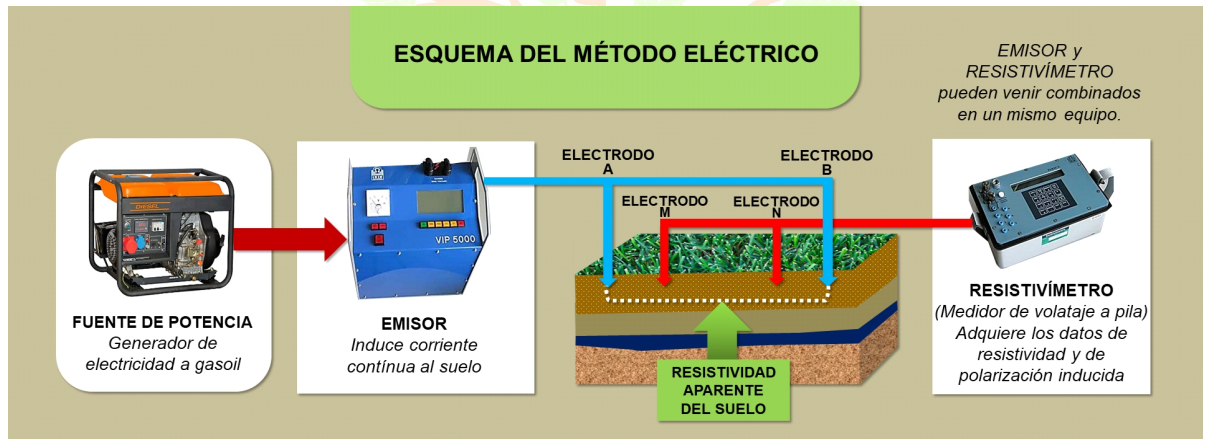 ESQUEMA DEL MÉTODO ELÉCTRICO
EMISOR y
RESISTIVÍMETRO
pueden venir combinados
en un mismo equipo.
DIESEL
FUENTE DE POTENCIA
Generador de
electricidad a gasoil
VIP 5000
EMISOR
Induce corriente
contínua al suelo
ELECTRODO
A
ELECTRODO
B
ELECTRODO
M
ELECTRODO
N
RESISTIVIDAD
APARENTE
DEL SUELO
RESISTIVÍMETRO
(Medidor de volataje a pila)
Adquiere los datos de
resistividad y de
polarización inducida